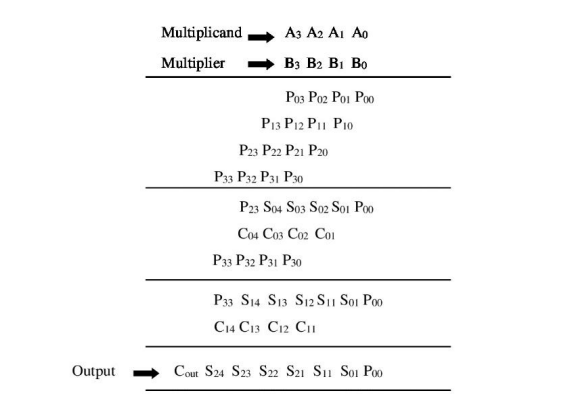 Multiplicand A3 A2 A1 A0
Multiplier B3 B2 B1 B0
P03 P02 P01 P00
P13 P12 P11 P10
P23 P22 P21 P20
P33 P32 P31 P30
P23 S04 S03 S02 S01 P00
C04 C03 C02 C01
P33 P32 P31 P30
P33 S14 S13 S12 S11 S01 P00
C14 C13 C12 C11
Output Cout S24 S23 S22 S21 S11 S01 P00